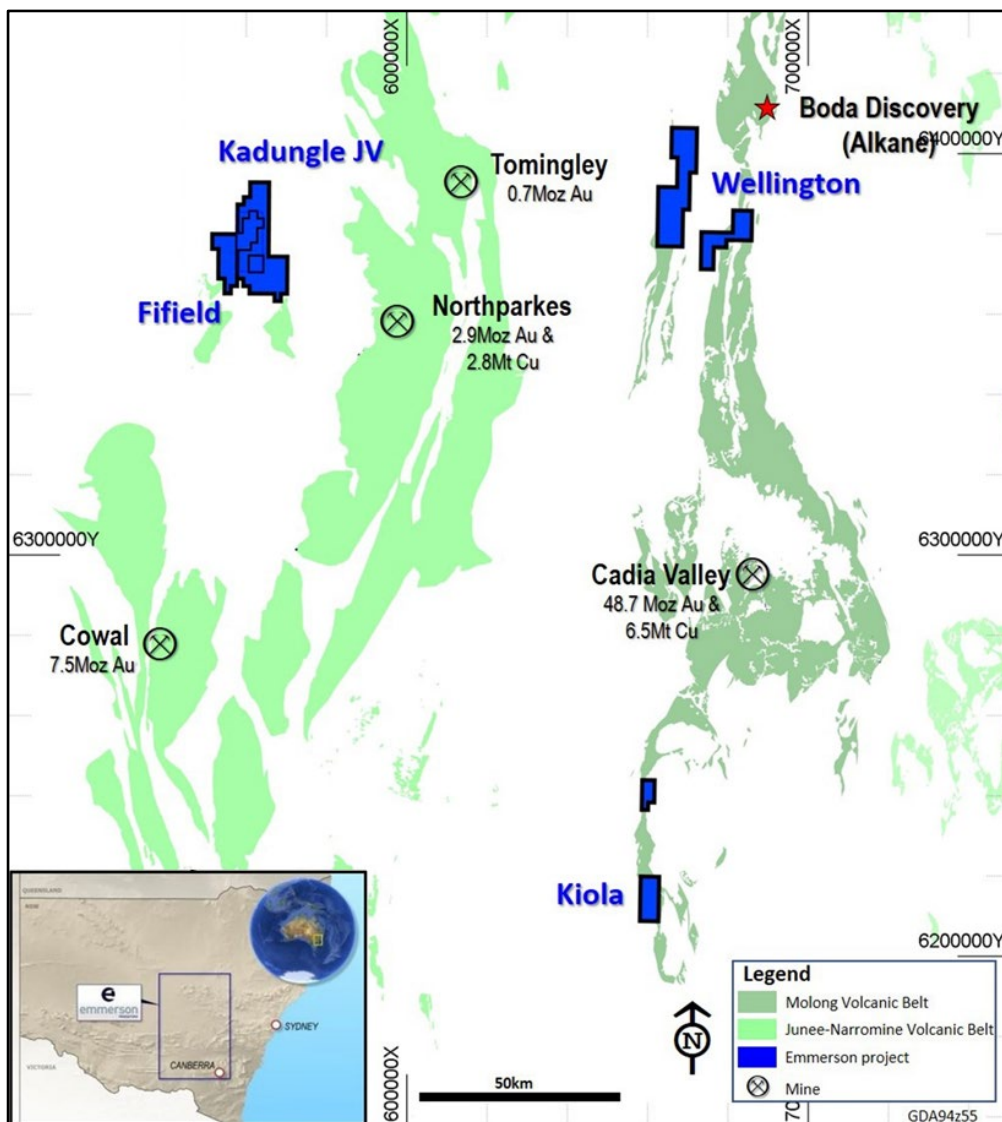 600000X
700000X
Boda Discovery
(Alkane)
6400000Y
Kadungle JV
Tomingley
0.7Moz Au
Wellington
Fifield
Northparkes
2.9Moz Au &
2.8Mt Cu
6300000Y
6300000Y
Cadia Valley
48.7 Moz Au &
6.5Mt Cu
Cowal
7.5Moz Au
Kiola
6200000Y
QUEENSLAND
NSW
e
emmerson
SYDNEY
CANBERRA
VICTORIA
N
600000X
50km
Legend
Molong Volcanic Belt
Junee-Narromine Volcanic Belt
Emmerson project
Mine
GDA94z55